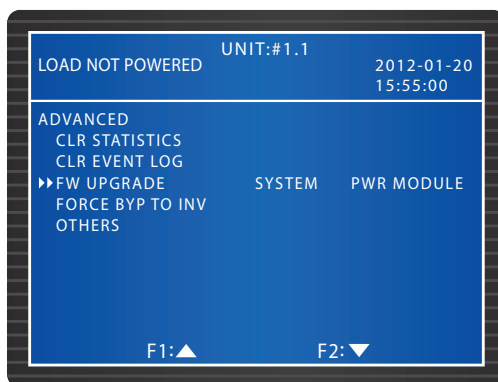 UNIT:#1.1
LOAD NOT POWERED 2012-01-20
15:55:00
ADVANCED
CLR STATISTICS
CLR EVENT LOG
FW UPGRADE SYSTEM PWR MODULE
FORCE BYP TO INV
OTHERS
F1:▲ F2:▼